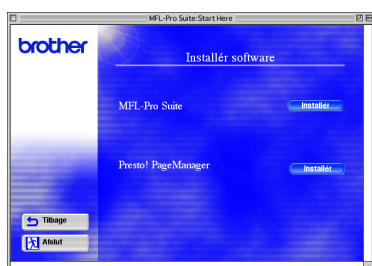 MFL-Pro Suite:Start Here
brother
Installér software
MFL-Pro Suite
Installér
Presto! PageManager
Installér
Tilbage
Afslut